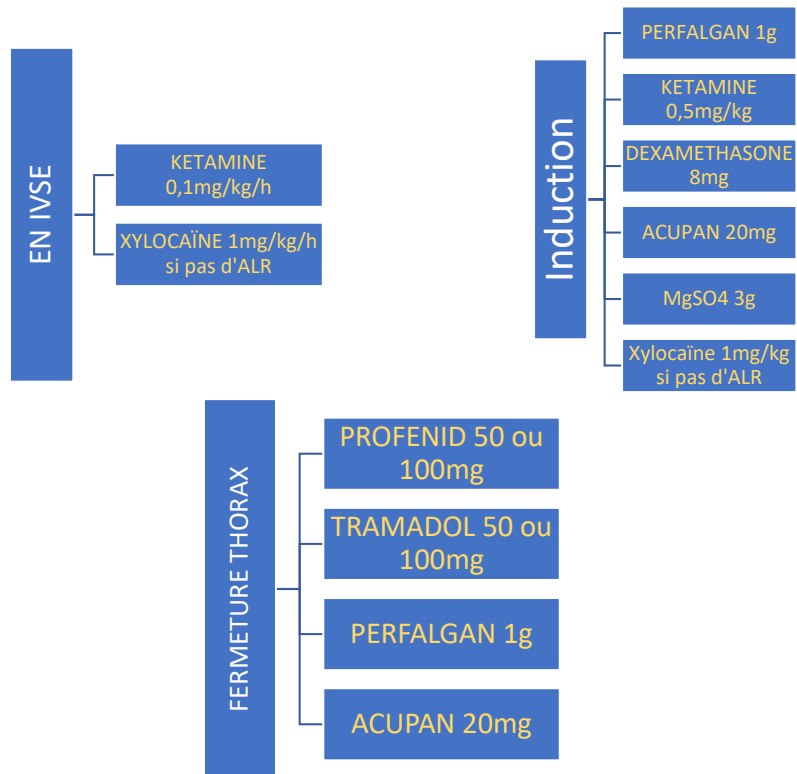 EN IVSE
KETAMINE
0,1mg/kg/h
XYLOCAÏNE 1mg/kg/h
si pas d'ALR
Induction
PERFALGAN 1g
KETAMINE
0,5mg/kg
DEXAMETHASONE
8mg
ACUPAN 20mg
MgSO4 3g
Xylocaïne 1mg/kg
si pas d'ALR
FERMETURE THORAX
PROFENID 50 ou
100mg
TRAMADOL 50 ou
100mg
PERFALGAN 1g
ACUPAN 20mg